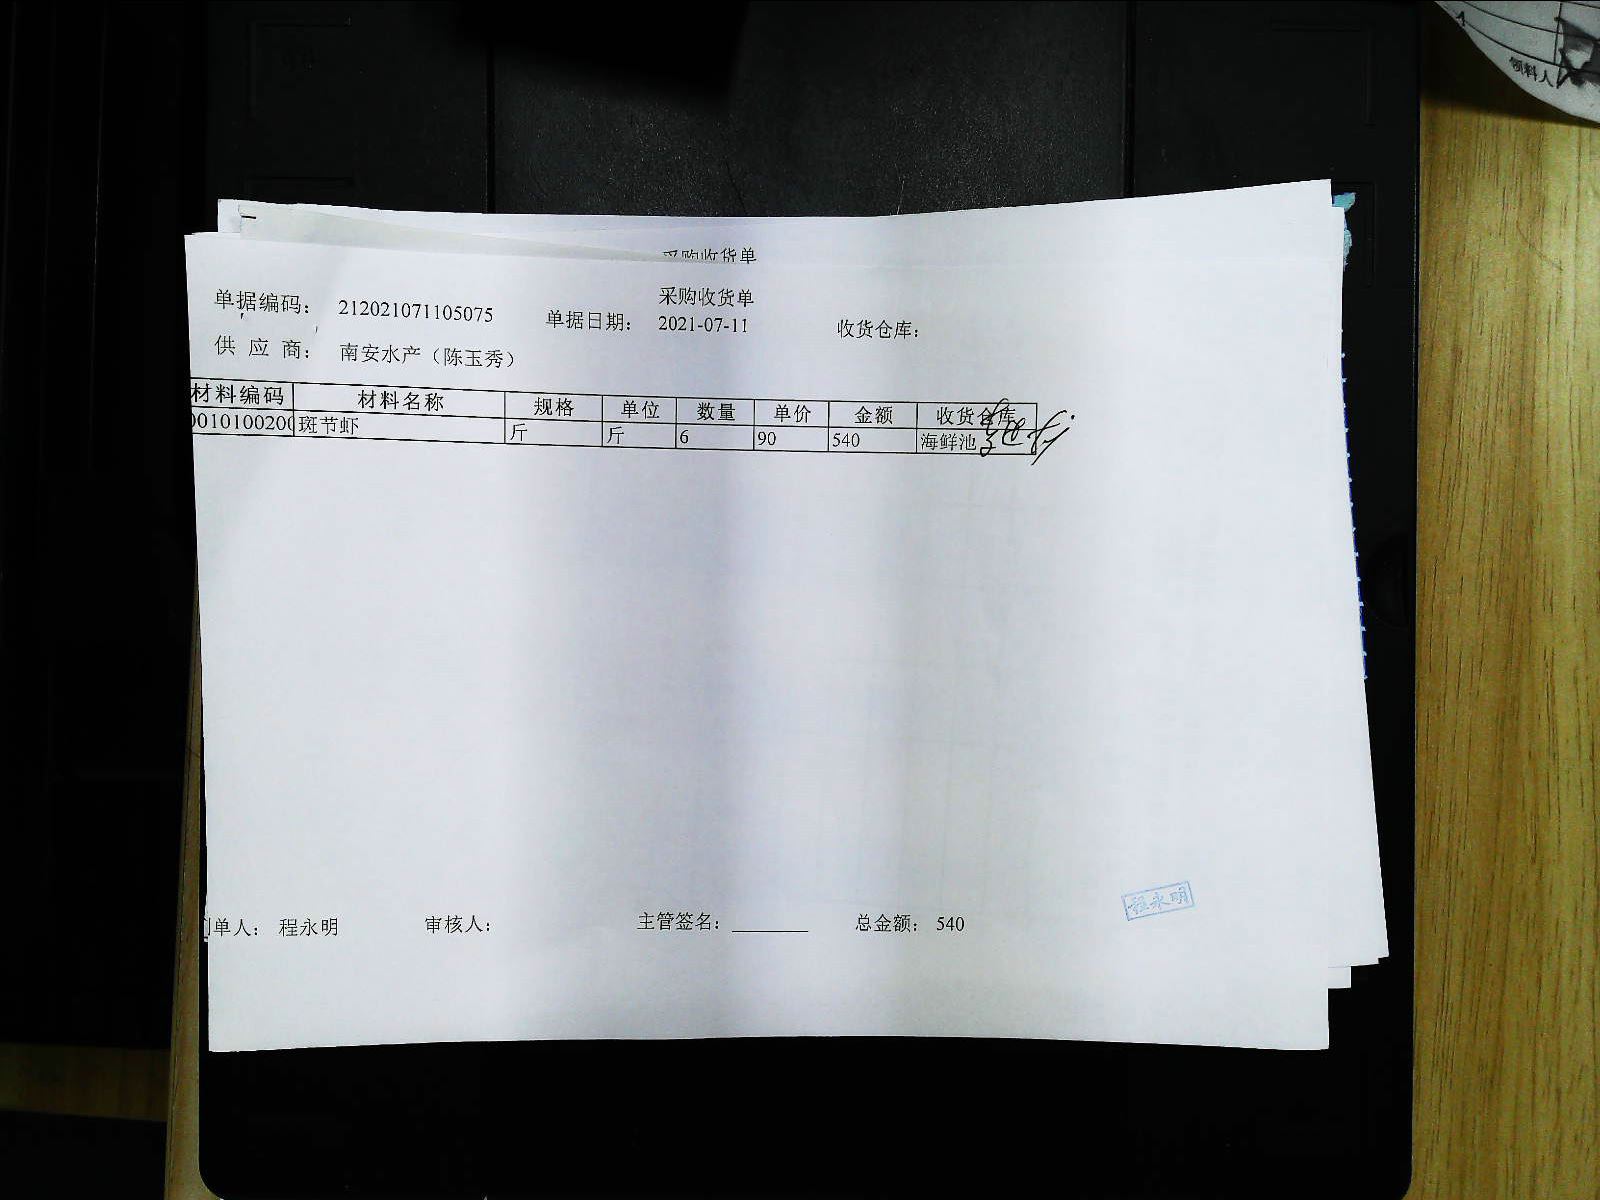 领料人
采购收货单
采购收货单
单据编码： 212021071105075 单据日期： 2021-07-11 收货仓库：
供 应 商： 南安水产（陈玉秀）
材料编码 材料名称 规格 单位 数量 单价 金额 收货仓库
0010100200 斑节虾 斤 斤 6 90 540 海鲜池
单人： 程永明 审核人： 主管签名： 总金额： 540
程永明